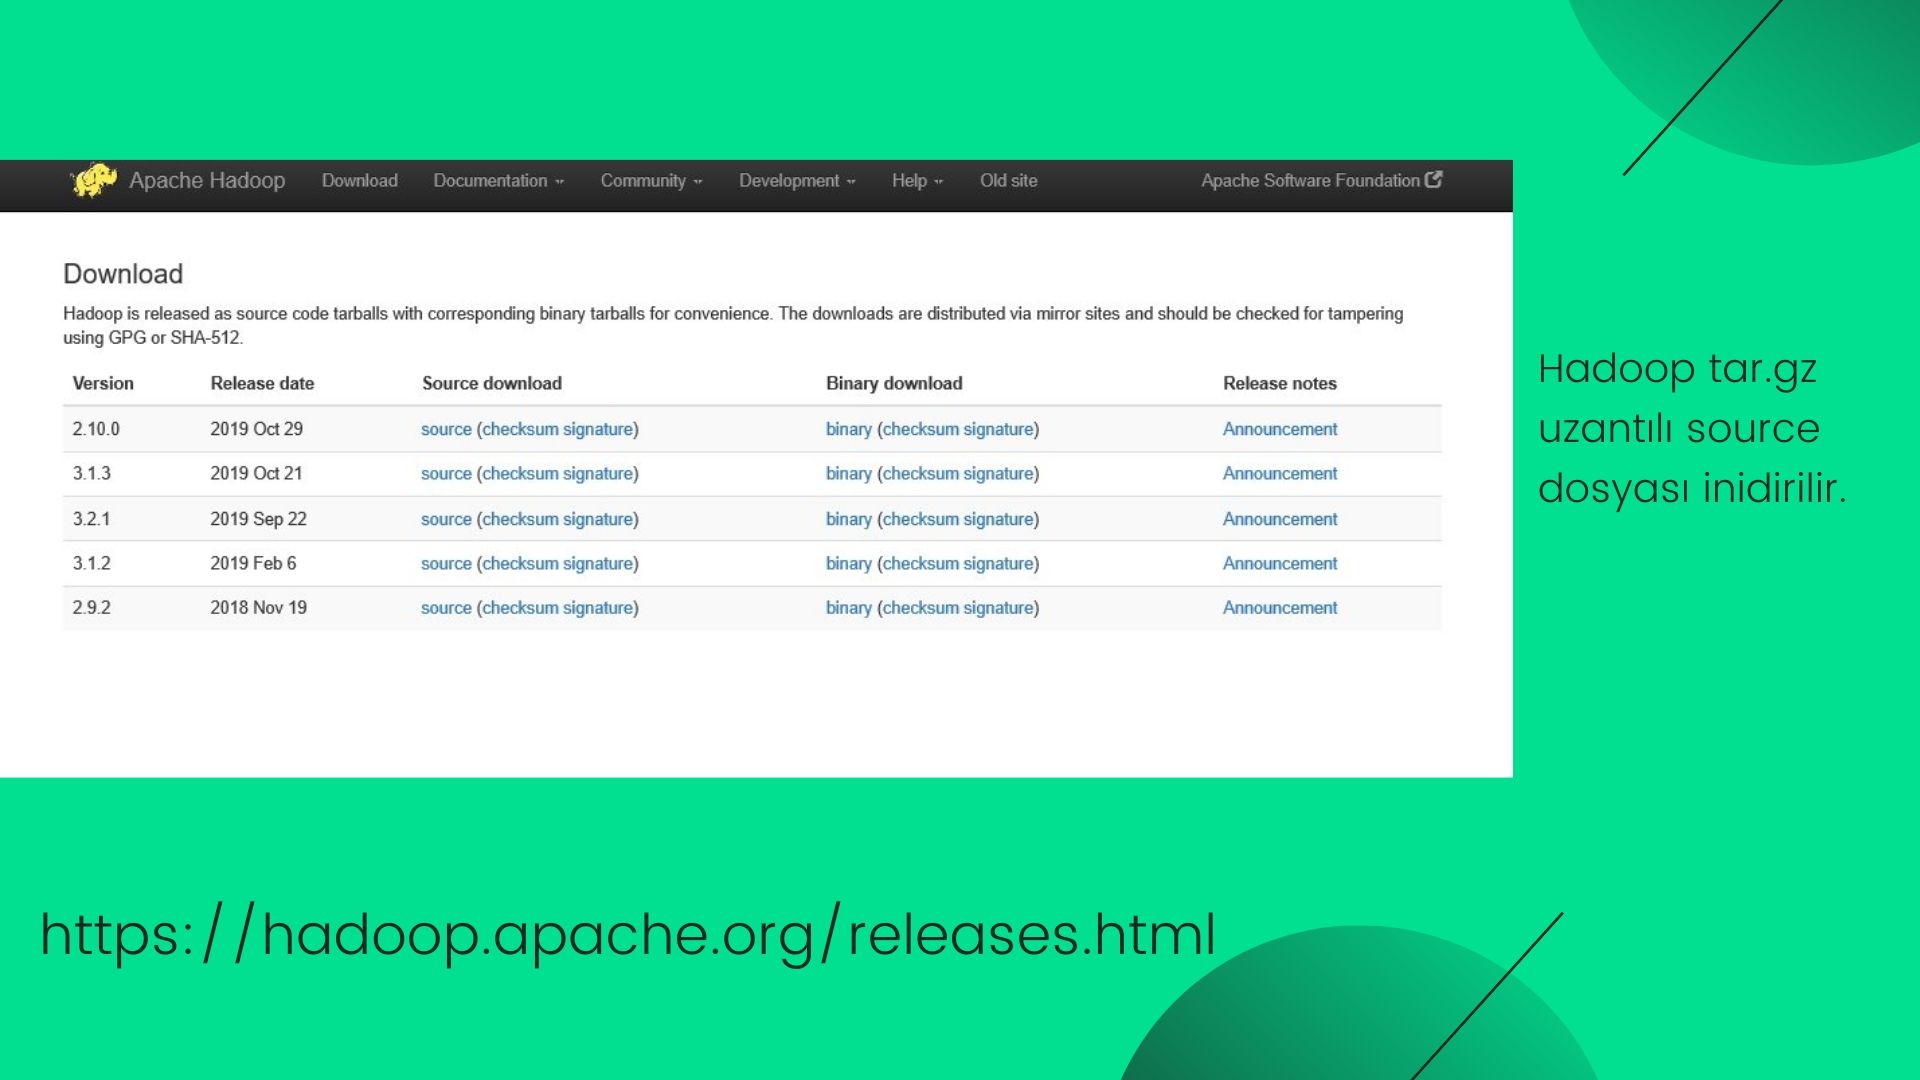 Apache Hadoop Download Documentation Community Development Help Old site Apache Software Foundation
Download
Hadoop is released as source code tarballs with corresponding binary tarballs for convenience. The downloads are distributed via mirror sites and should be checked for tampering
using GPG or SHA-512.
Version Release date Source download Binary download Release notes
2.10.0 2019 Oct 29 source (checksum signature) binary (checksum signature) Announcement
3.1.3 2019 Oct 21 source (checksum signature) binary (checksum signature) Announcement
3.2.1 2019 Sep 22 source (checksum signature) binary (checksum signature) Announcement
3.1.2 2019 Feb 6 source (checksum signature) binary (checksum signature) Announcement
2.9.2 2018 Nov 19 source (checksum signature) binary (checksum signature) Announcement
Hadoop tar.gz
uzantılı source
dosyası inidirilir.
https://hadoop.apache.org/releases.html